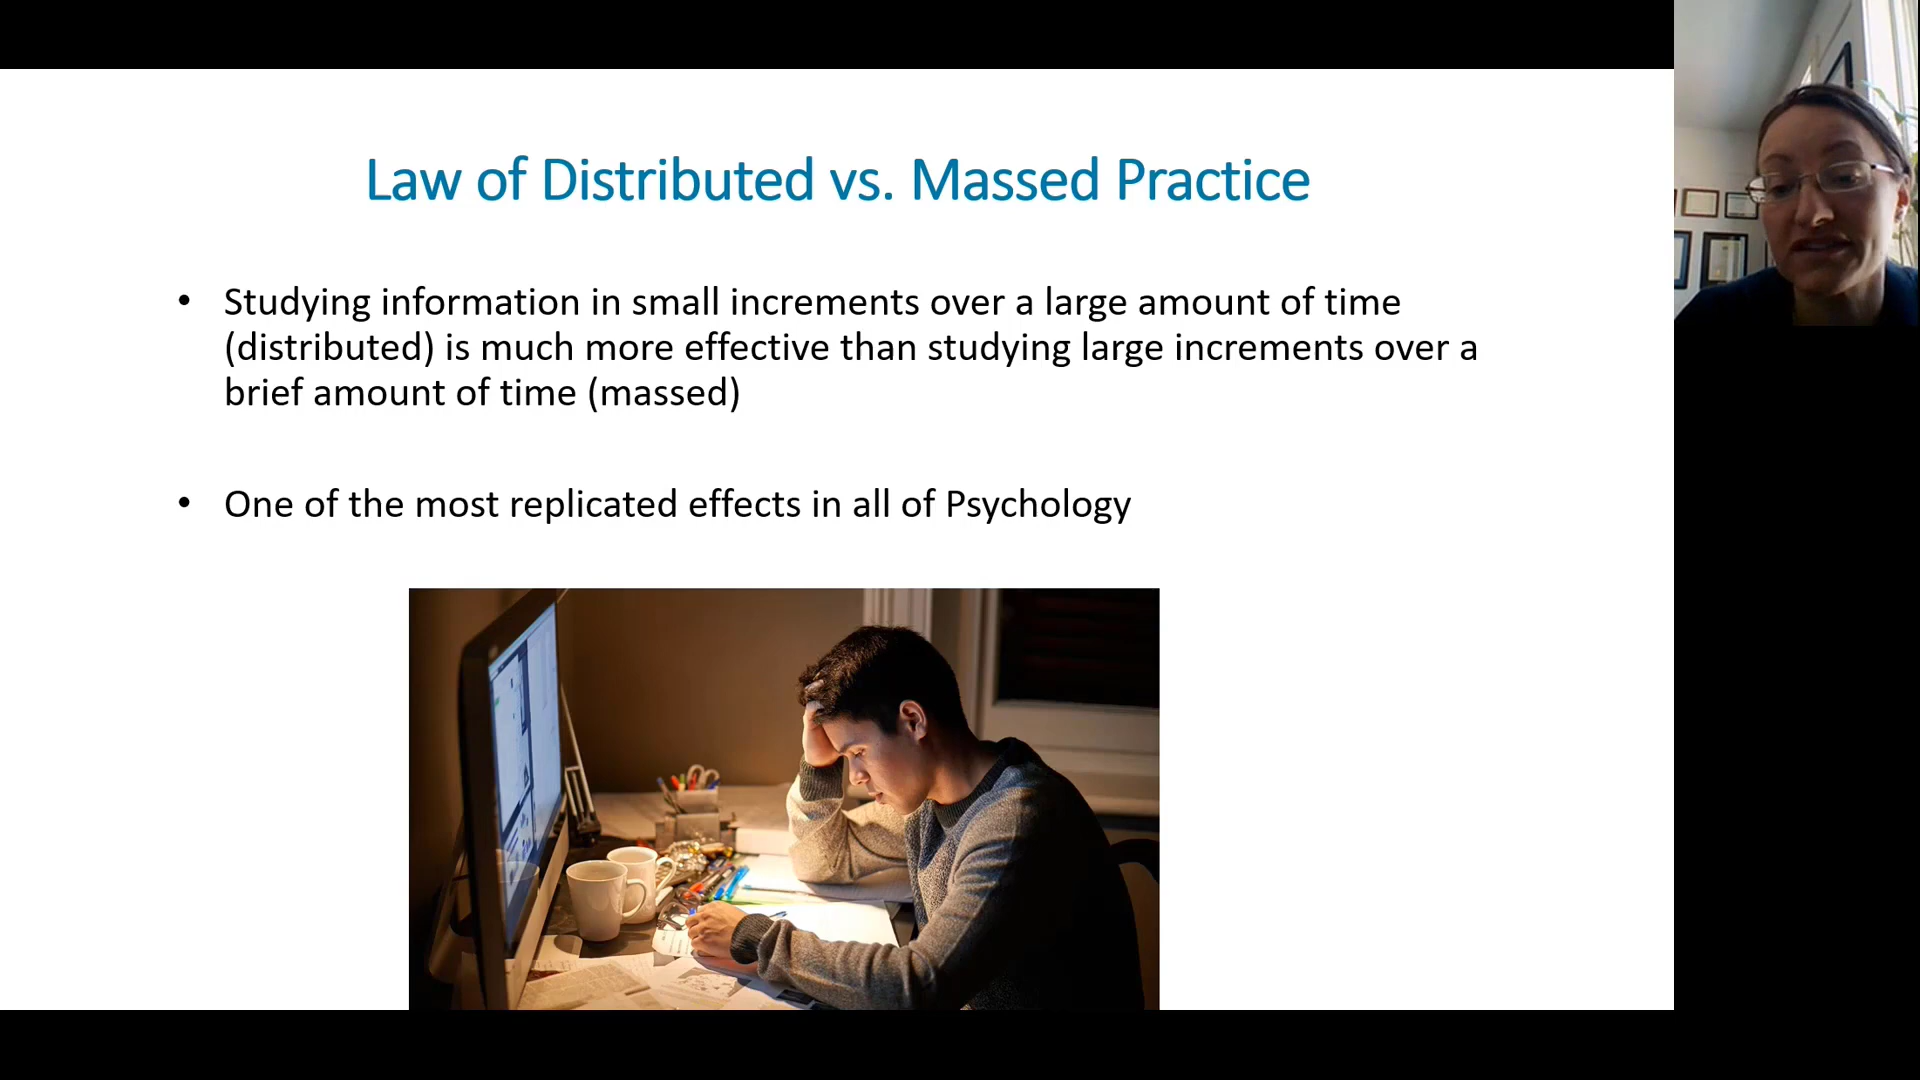 Law of Distributed vs. Massed Practice
• Studying information in small increments over a large amount of time
(distributed) is much more effective than studying large increments over a
brief amount of time (massed)
• One of the most replicated effects in all of Psychology